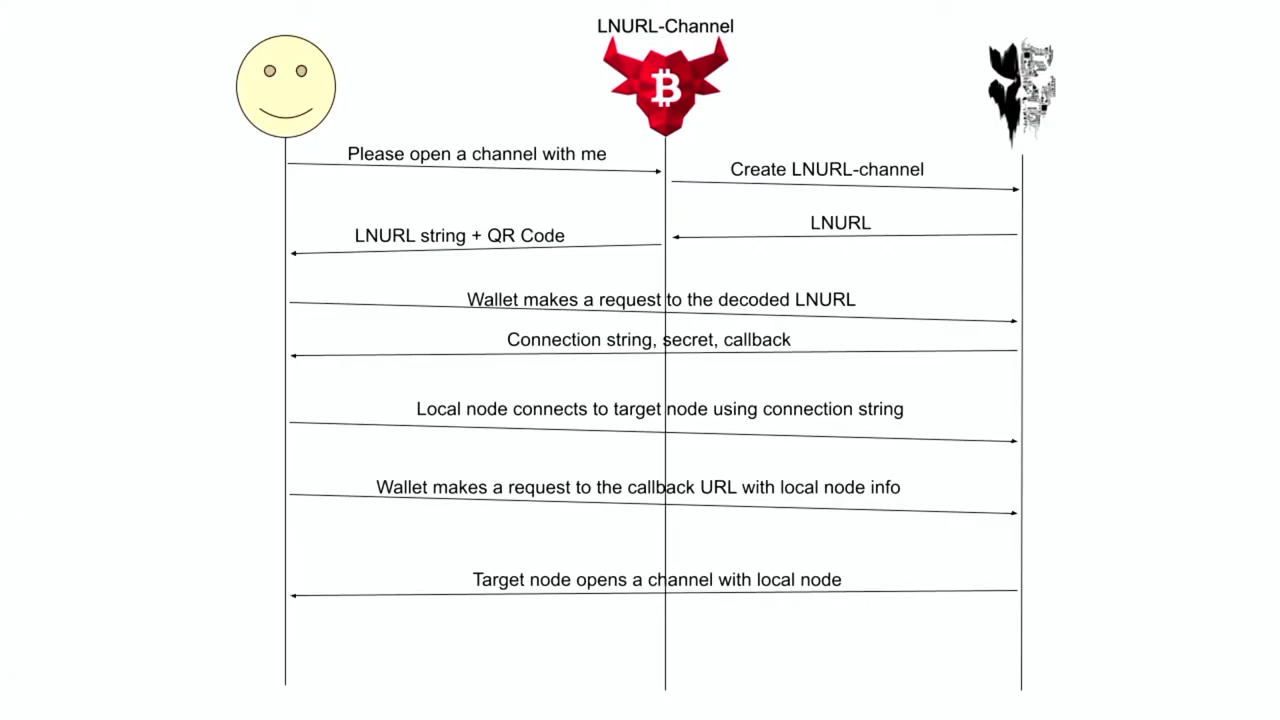 LNURL-Channel
Please open a channel with me
Create LNURL-channel
LNURL
LNURL string + QR Code
Wallet makes a request to the decoded LNURL
Connection string, secret, callback
Local node connects to target node using connection string
Wallet makes a request to the callback URL with local node info
Target node opens a channel with local node